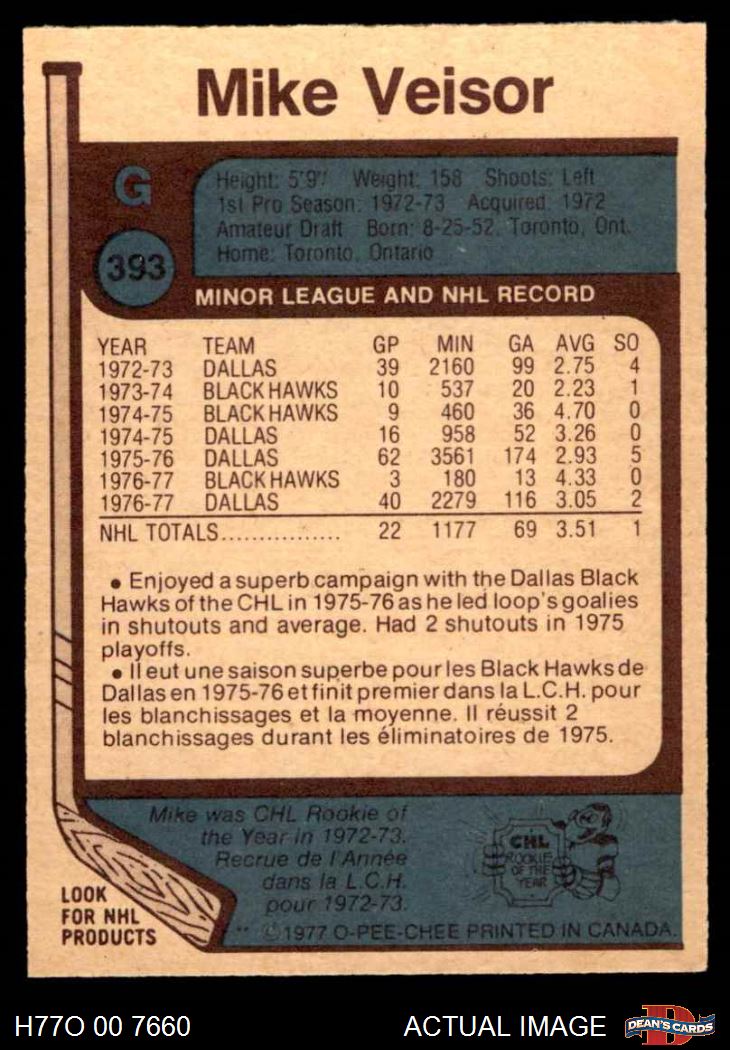 Mike Veisor
G
Height: 5'9" Weight: 158 Shoots: Left
1st Pro Season: 1972-73 Acquired: 1972
Amateur Draft Born: 8-25-52, Toronto, Ont.
Home: Toronto, Ontario
393
MINOR LEAGUE AND NHL RECORD
YEAR TEAM GP MIN GA AVG SO
1972-73 DALLAS 39 2160 99 2.75 4
1973-74 BLACK HAWKS 10 537 20 2.23 1
1974-75 BLACK HAWKS 9 460 36 4.70 0
1974-75 DALLAS 16 958 52 3.26 0
1975-76 DALLAS 62 3561 174 2.93 5
1976-77 BLACK HAWKS 3 180 13 4.33 0
1976-77 DALLAS 40 2279 116 3.05 2
NHL TOTALS................ 22 1177 69 3.51 1
• Enjoyed a superb campaign with the Dallas Black
Hawks of the CHL in 1975-76 as he led loop's goalies
in shutouts and average. Had 2 shutouts in 1975
playoffs.
• Il eut une saison superbe pour les Black Hawks de
Dallas en 1975-76 et finit premier dans la L.C.H. pour
les blanchissages et la moyenne. Il réussit 2
blanchissages durant les éliminatoires de 1975.
Mike was CHL Rookie of
the Year in 1972-73.
Recrue de l'Année
dans la L.C.H.
pour 1972-73.
CHL
ROOKIE
OF THE
YEAR
LOOK
FOR NHL
PRODUCTS
** © 1977 O-PEE-CHEE PRINTED IN CANADA.
H77O 00 7660
ACTUAL IMAGE
D
DEAN'S CARDS